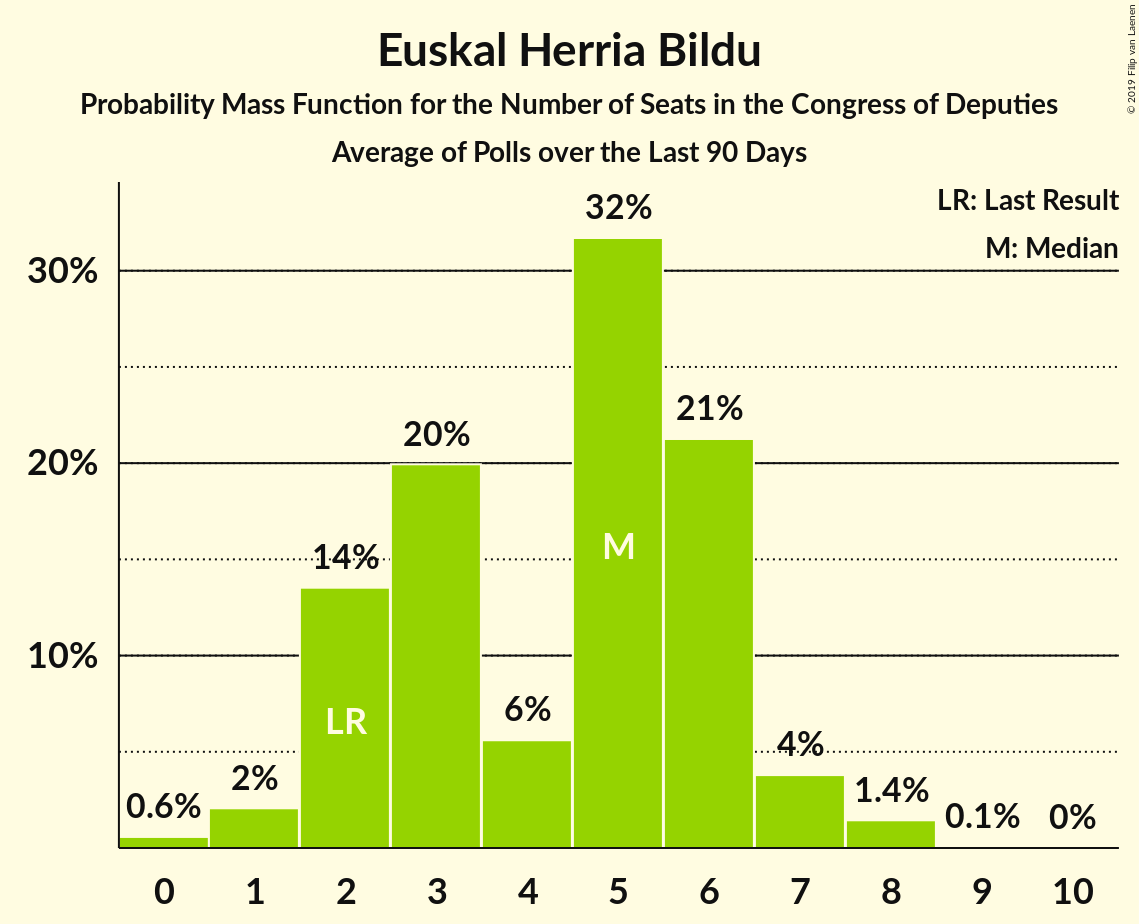 Euskal Herria Bildu
Probability Mass Function for the Number of Seats in the Congress of Deputies
Average of Polls over the Last 90 Days
© 2019 Filip van Laenen
LR: Last Result
M: Median
30%
20%
10%
0.6%
2%
14%
20%
6%
32%
21%
4%
1.4%
0.1%
0%
LR
M
0 1 2 3 4 5 6 7 8 9 10